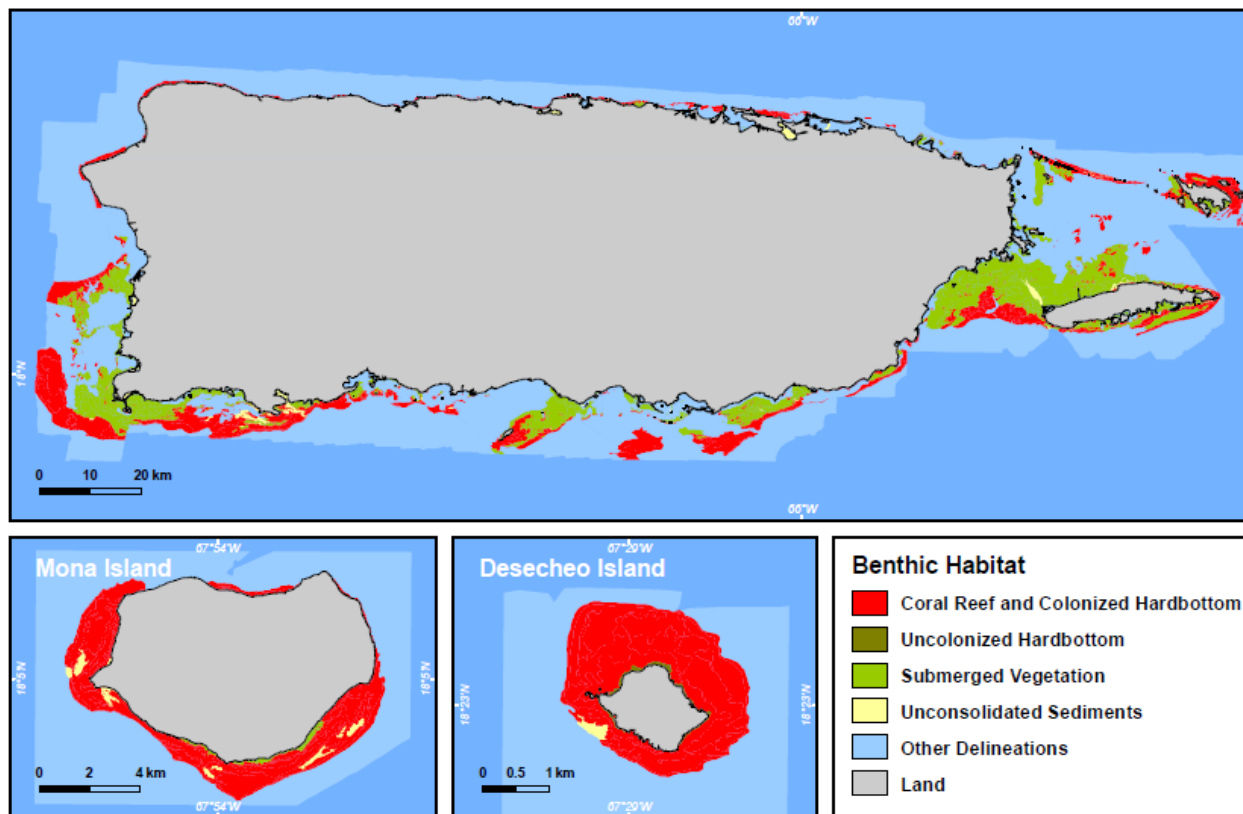 66°W
18°N
0 10 20 km
66°W
67°54'W
Mona Island
18°5'N
18°5'N
0 2 4 km
67°54'W
67°29'W
Desecheo Island
18°23'N
18°23'N
0 0.5 1 km
67°29'W
Benthic Habitat
Coral Reef and Colonized Hardbottom
Uncolonized Hardbottom
Submerged Vegetation
Unconsolidated Sediments
Other Delineations
Land